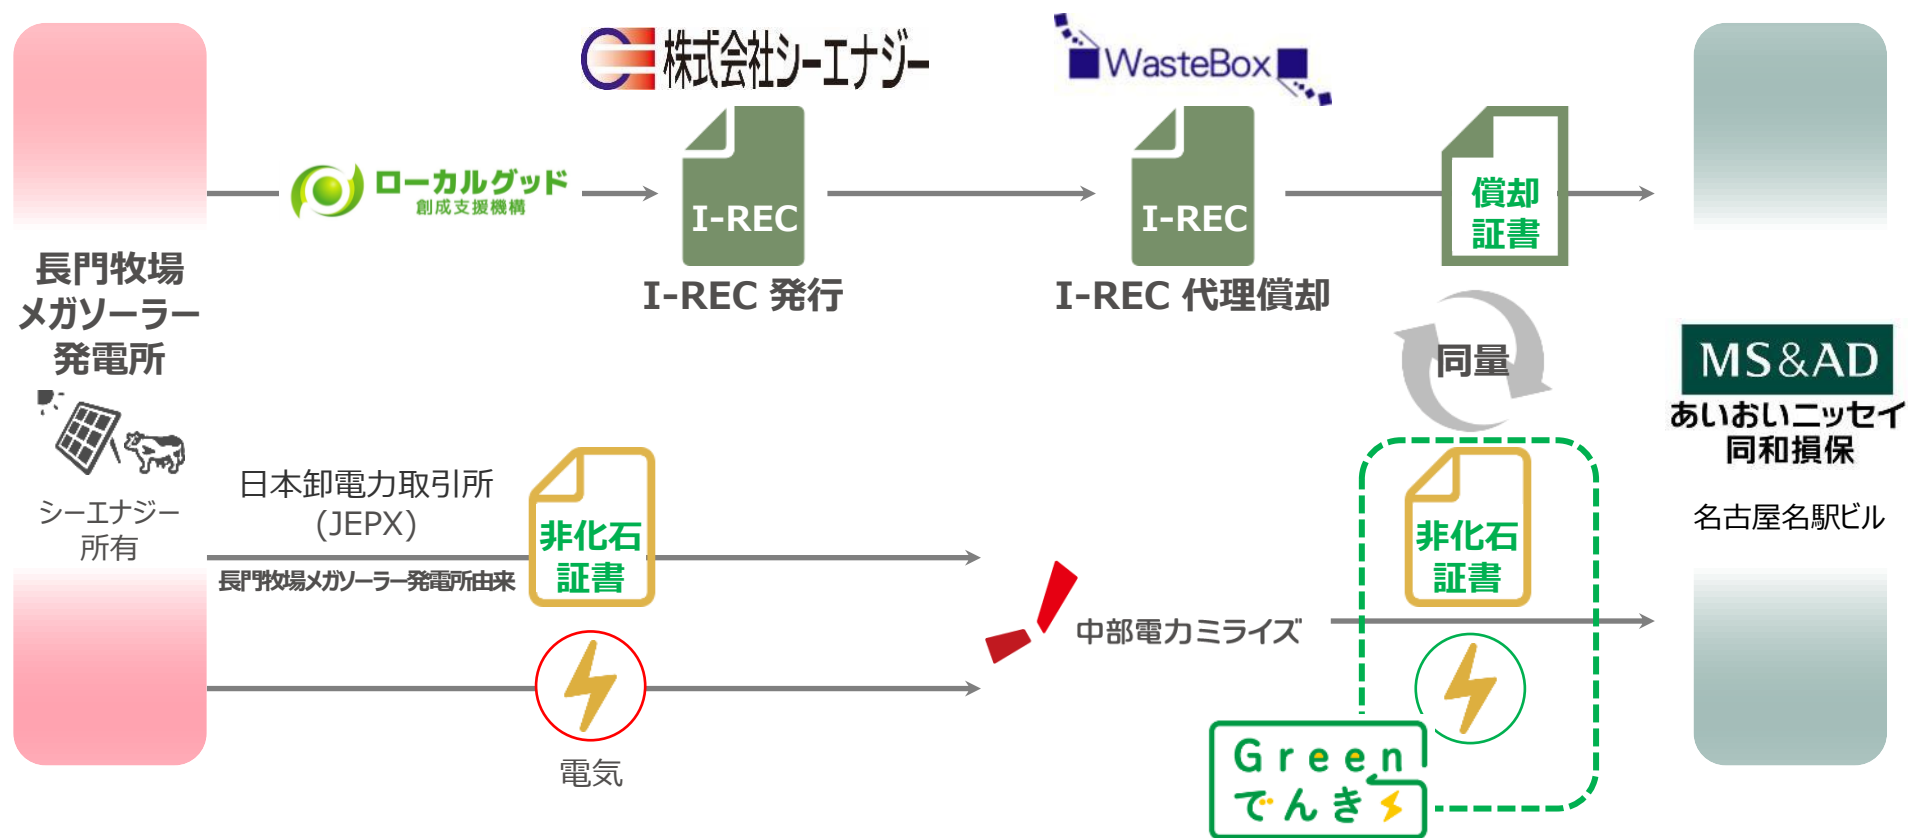 株式会社シーエナジー
WasteBox
ローカルグッド
創成支援機構
I-REC
I-REC
償却
証書
I-REC 発行
I-REC 代理償却
長門牧場
メガソーラー
発電所
シーエナジー
所有
同量
MS&AD
あいおいニッセイ
同和損保
名古屋名駅ビル
日本卸電力取引所
(JEPX)
長門牧場メガソーラー発電所由来
非化石
証書
非化石
証書
中部電力ミライズ
電気
Green
でんき